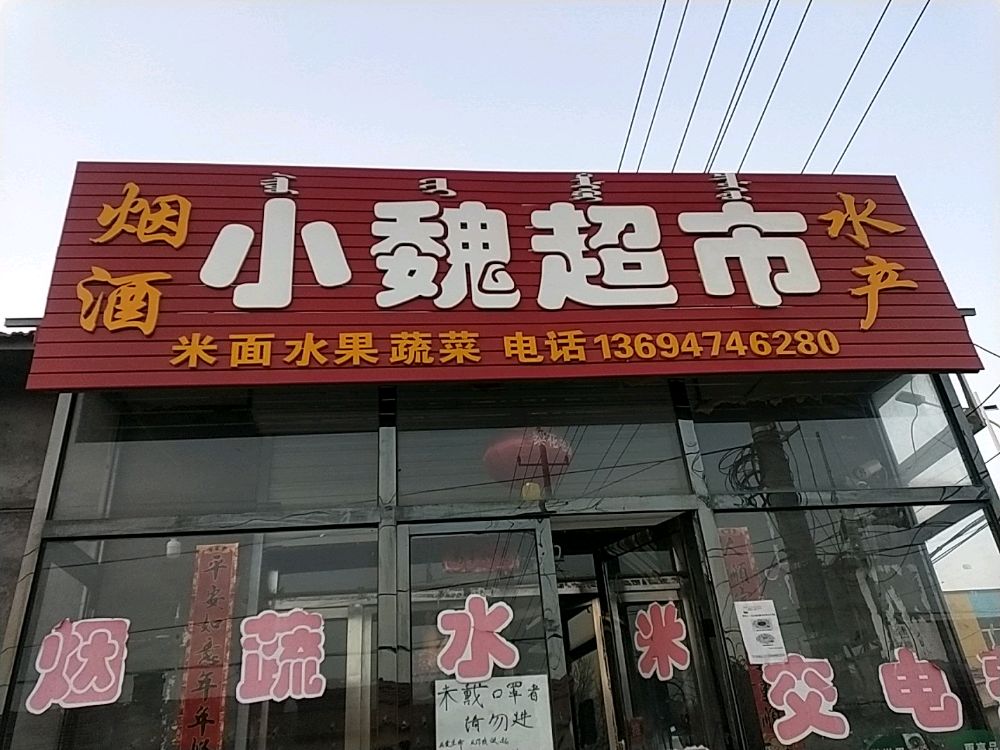 烟酒
小魏超市
水产
米面水果蔬菜 电话13694746280
平安如意年年
烟 蔬 水 米 交 电
未戴口罩者
请勿进